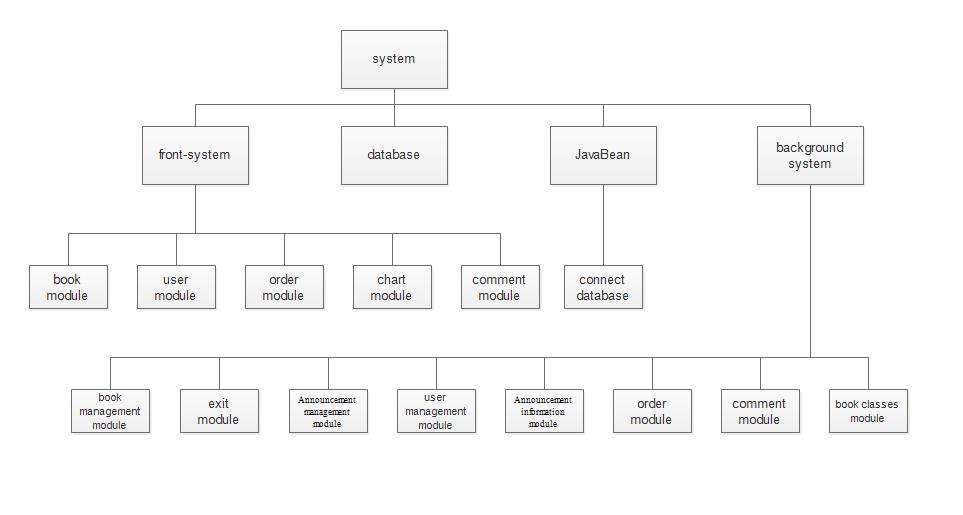 system
front-system
database
JavaBean
background
system
book
module
user
module
order
module
chart
module
comment
module
connect
database
book
management
module
exit
module
Announcement
management
module
user
management
module
Announcement
information
module
order
module
comment
module
book classes
module